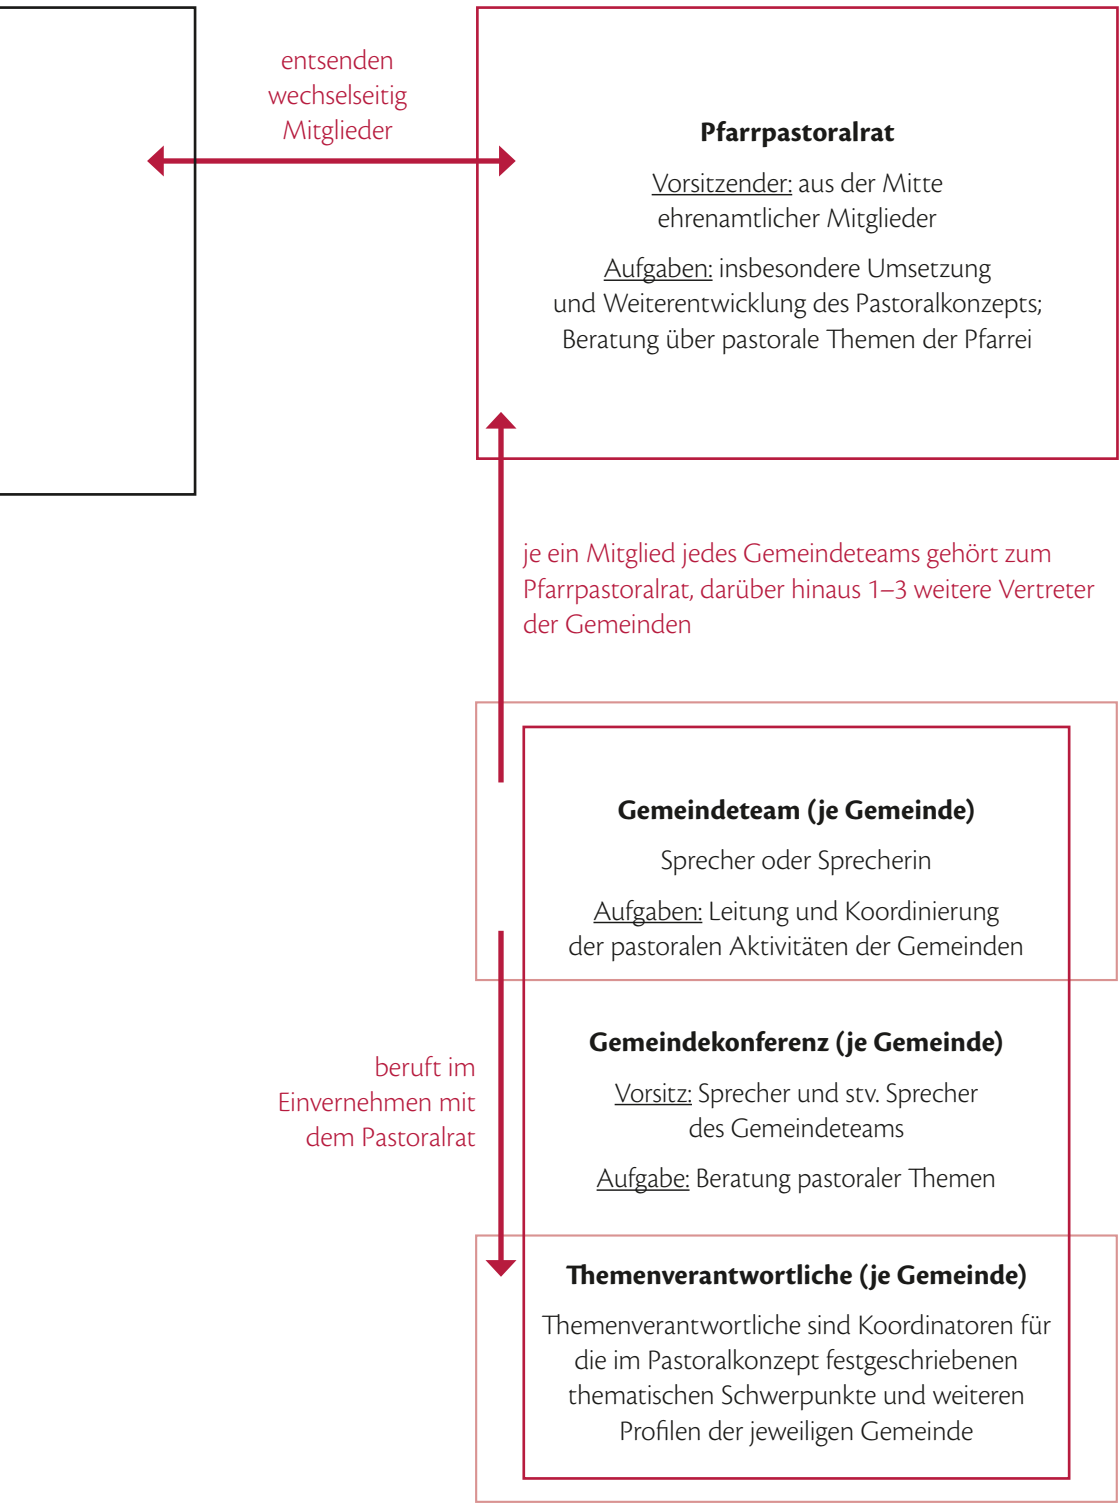 entsenden
wechselseitig
Mitglieder
Pfarrpastoralrat
Vorsitzender: aus der Mitte
ehrenamtlicher Mitglieder
Aufgaben: insbesondere Umsetzung
und Weiterentwicklung des Pastoralkonzepts;
Beratung über pastorale Themen der Pfarrei
je ein Mitglied jedes Gemeindeteams gehört zum
Pfarrpastoralrat, darüber hinaus 1–3 weitere Vertreter
der Gemeinden
Gemeindeteam (je Gemeinde)
Sprecher oder Sprecherin
Aufgaben: Leitung und Koordinierung
der pastoralen Aktivitäten der Gemeinden
beruft im
Einvernehmen mit
dem Pastoralrat
Gemeindekonferenz (je Gemeinde)
Vorsitz: Sprecher und stv. Sprecher
des Gemeindeteams
Aufgabe: Beratung pastoraler Themen
Themenverantwortliche (je Gemeinde)
Themenverantwortliche sind Koordinatoren für
die im Pastoralkonzept festgeschriebenen
thematischen Schwerpunkte und weiteren
Profilen der jeweiligen Gemeinde